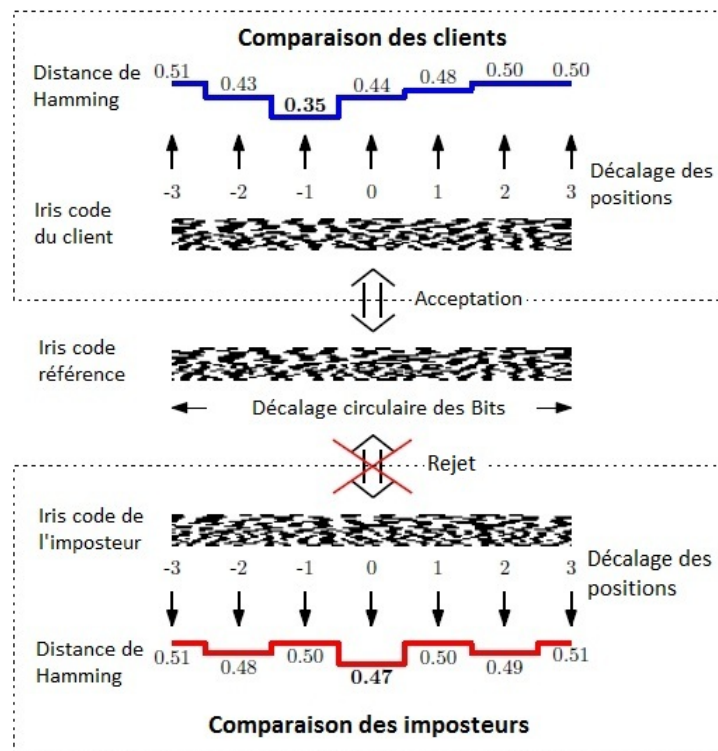 Comparaison des clients
Distance de
Hamming
0.51 0.43 0.35 0.44 0.48 0.50 0.50
-3 -2 -1 0 1 2 3
Décalage des
positions
Iris code
du client
Acceptation
Iris code
référence
Décalage circulaire des Bits
Rejet
Iris code de
l'imposteur
-3 -2 -1 0 1 2 3
Décalage des
positions
Distance de
Hamming
0.51 0.48 0.50 0.47 0.50 0.49 0.51
Comparaison des imposteurs